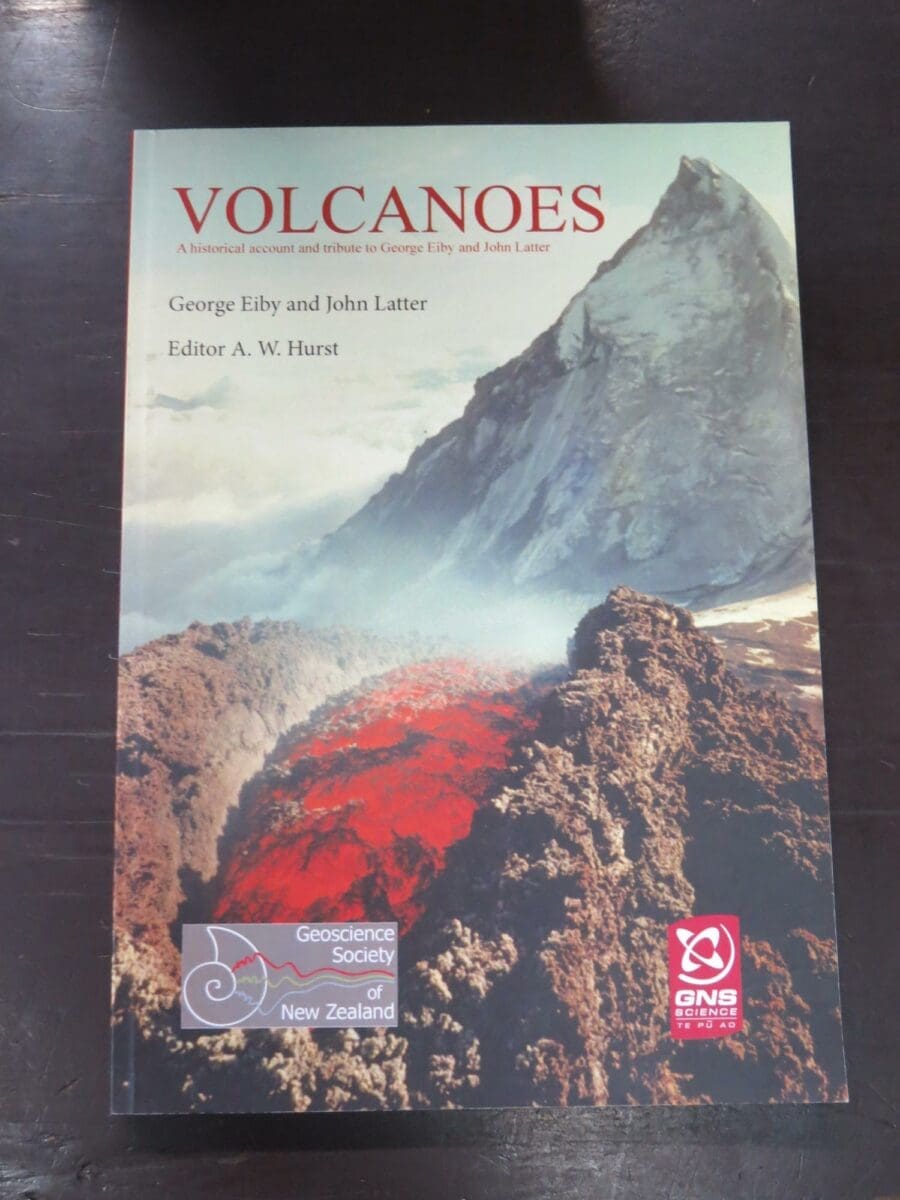 VOLCANOES
A historical account and tribute to George Eiby and John Latter
George Eiby and John Latter
Editor A. W. Hurst
Geoscience
Society
of
New Zealand
GNS
SCIENCE
TE PŪ AO